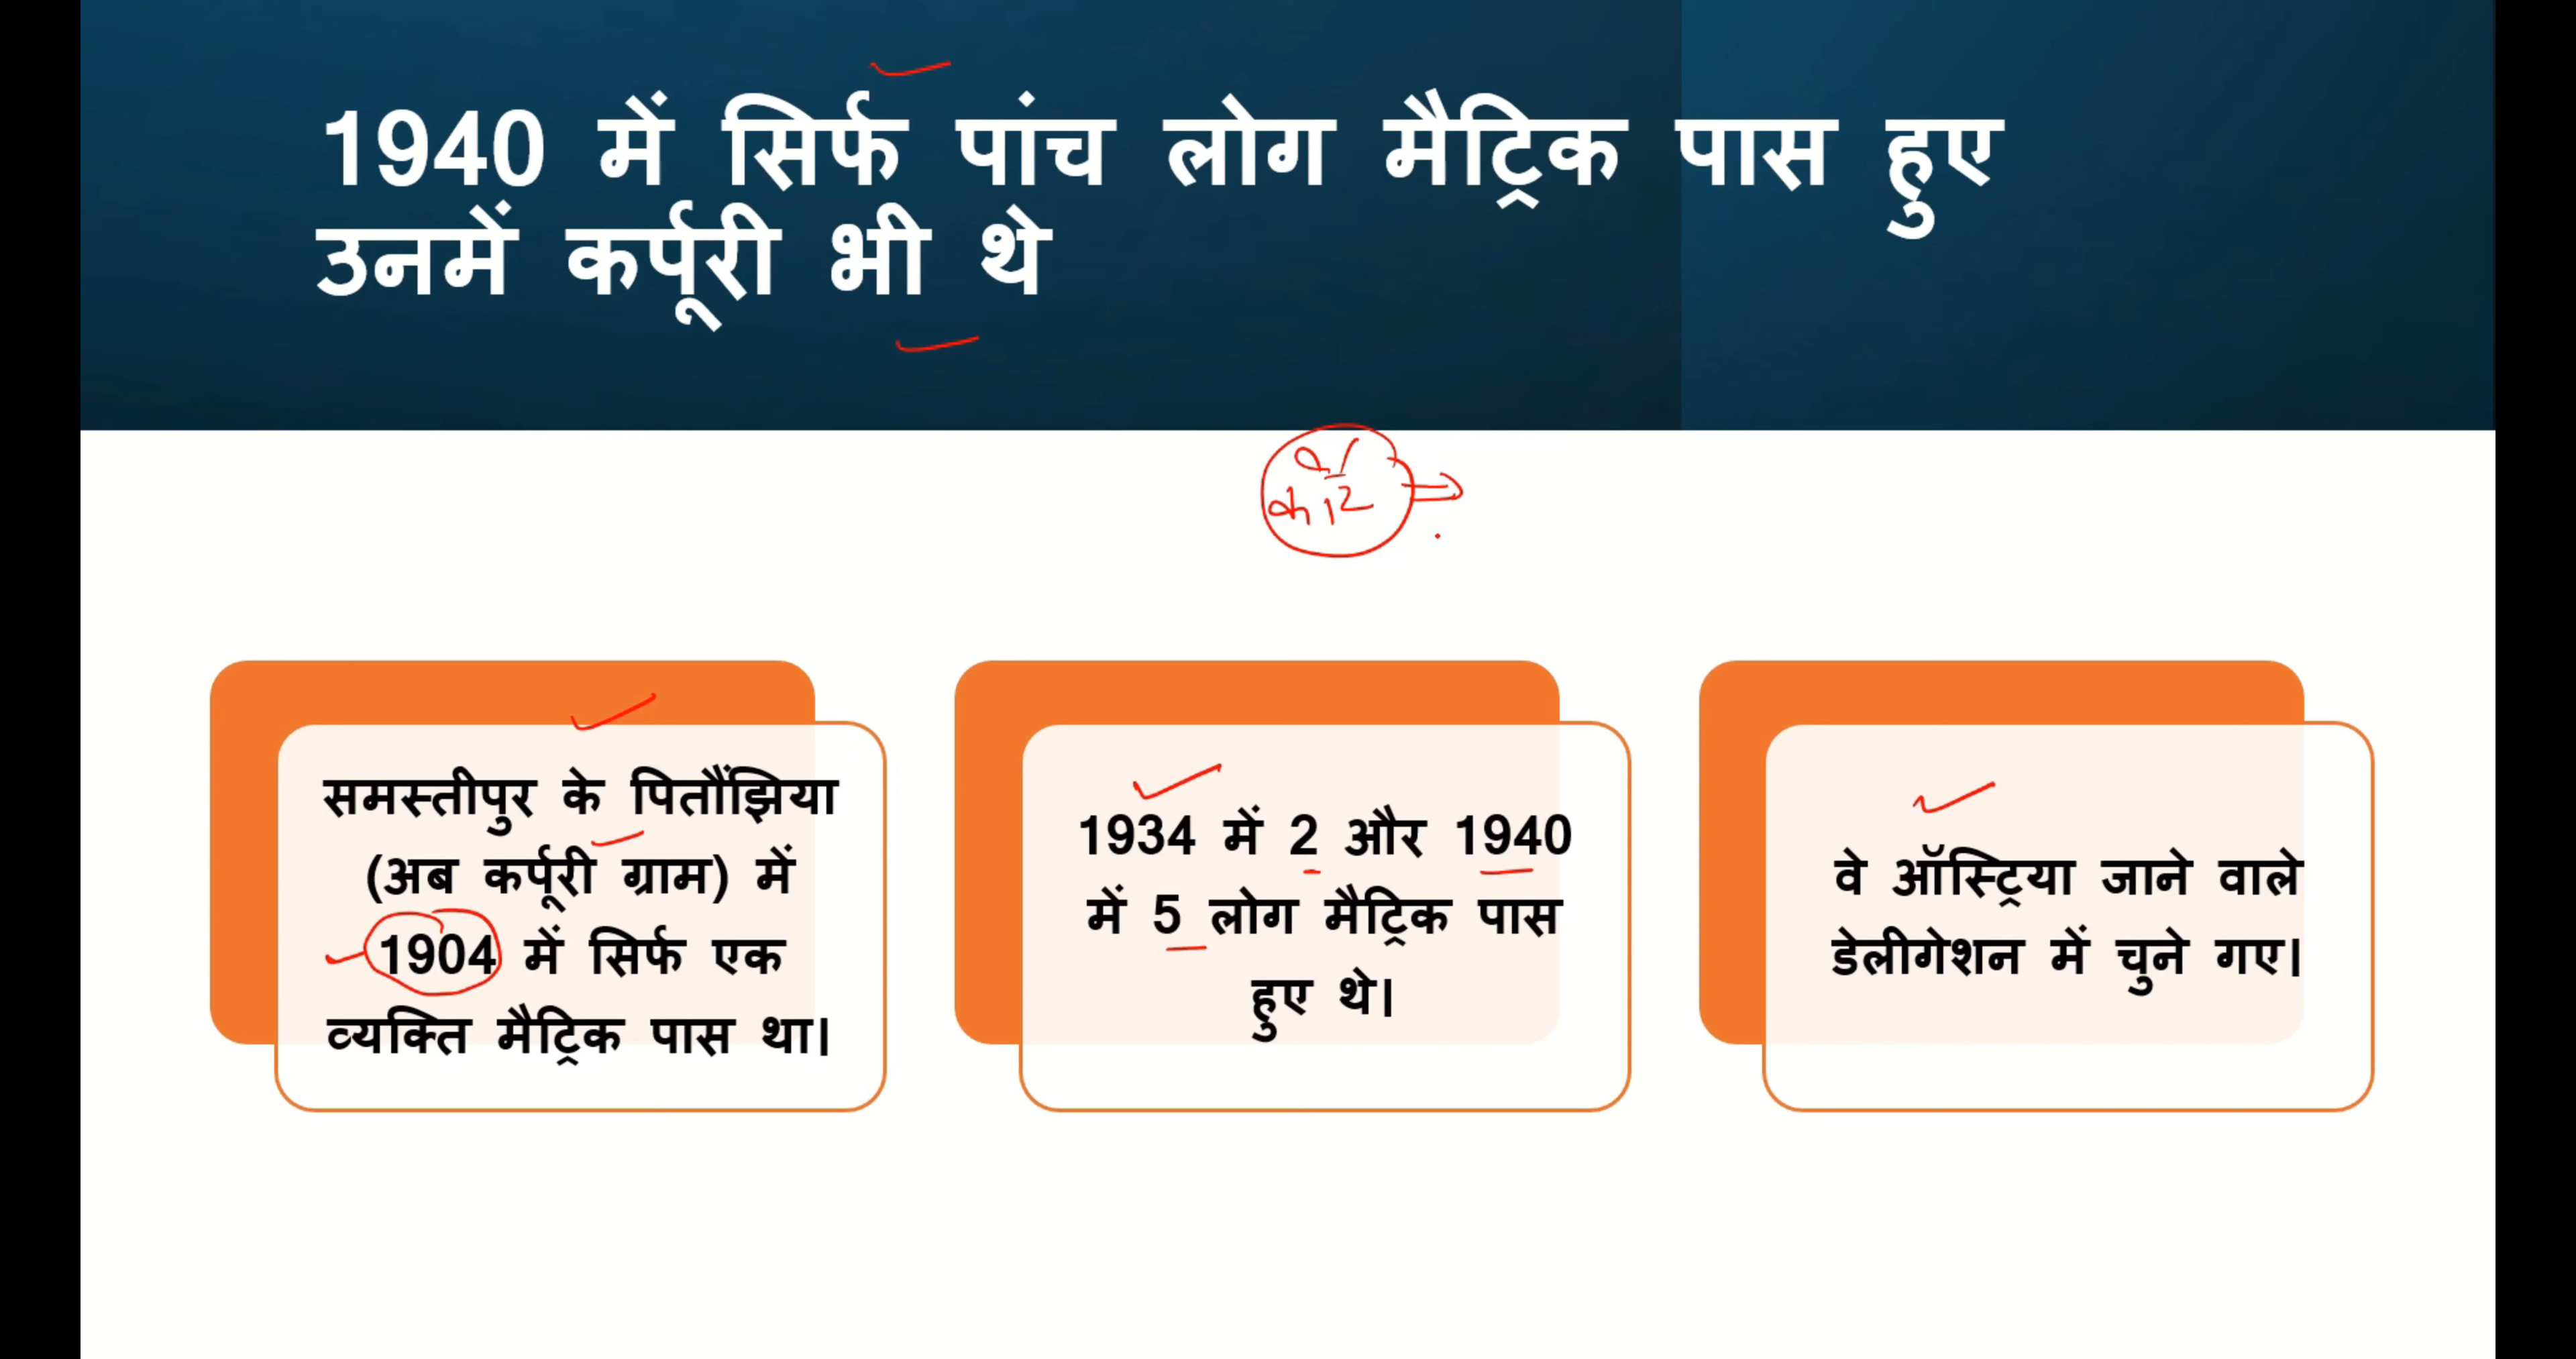 1940 में सिर्फ पांच लोग मैट्रिक पास हुए
उनमें कर्पूरी भी थे
समस्तीपुर के पितौंझिया
(अब कर्पूरी ग्राम) में
1904 में सिर्फ एक
व्यक्ति मैट्रिक पास था।
1934 में 2 और 1940
में 5 लोग मैट्रिक पास
हुए थे।
वे ऑस्ट्रिया जाने वाले
डेलीगेशन में चुने गए।